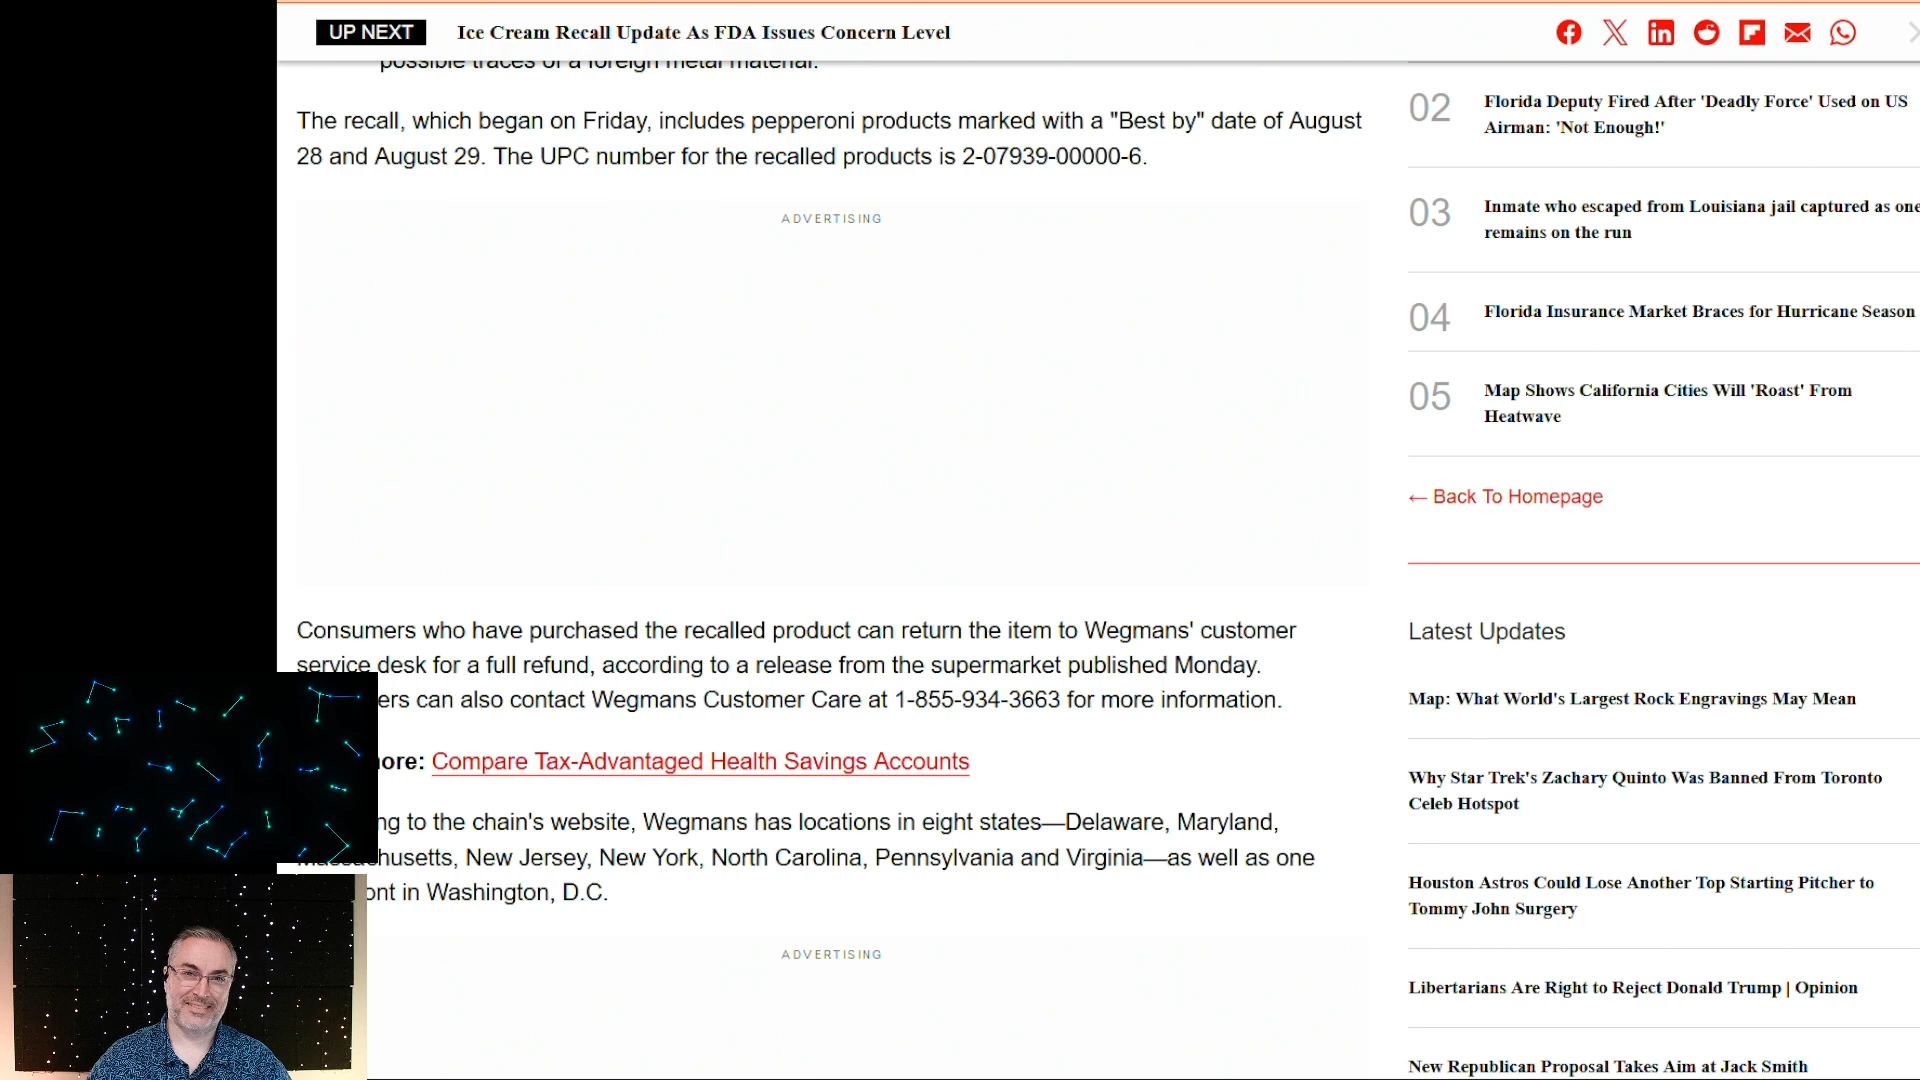 UP NEXT Ice Cream Recall Update As FDA Issues Concern Level
possible traces of a foreign metal material.
The recall, which began on Friday, includes pepperoni products marked with a "Best by" date of August
28 and August 29. The UPC number for the recalled products is 2-07939-00000-6.
ADVERTISING
Consumers who have purchased the recalled product can return the item to Wegmans' customer
service desk for a full refund, according to a release from the supermarket published Monday.
ers can also contact Wegmans Customer Care at 1-855-934-3663 for more information.
ore: Compare Tax-Advantaged Health Savings Accounts
ng to the chain's website, Wegmans has locations in eight states—Delaware, Maryland,
Massachusetts, New Jersey, New York, North Carolina, Pennsylvania and Virginia—as well as one
ont in Washington, D.C.
ADVERTISING
02 Florida Deputy Fired After 'Deadly Force' Used on US
Airman: 'Not Enough!'
03 Inmate who escaped from Louisiana jail captured as one
remains on the run
04 Florida Insurance Market Braces for Hurricane Season
05 Map Shows California Cities Will 'Roast' From
Heatwave
← Back To Homepage
Latest Updates
Map: What World's Largest Rock Engravings May Mean
Why Star Trek's Zachary Quinto Was Banned From Toronto
Celeb Hotspot
Houston Astros Could Lose Another Top Starting Pitcher to
Tommy John Surgery
Libertarians Are Right to Reject Donald Trump | Opinion
New Republican Proposal Takes Aim at Jack Smith